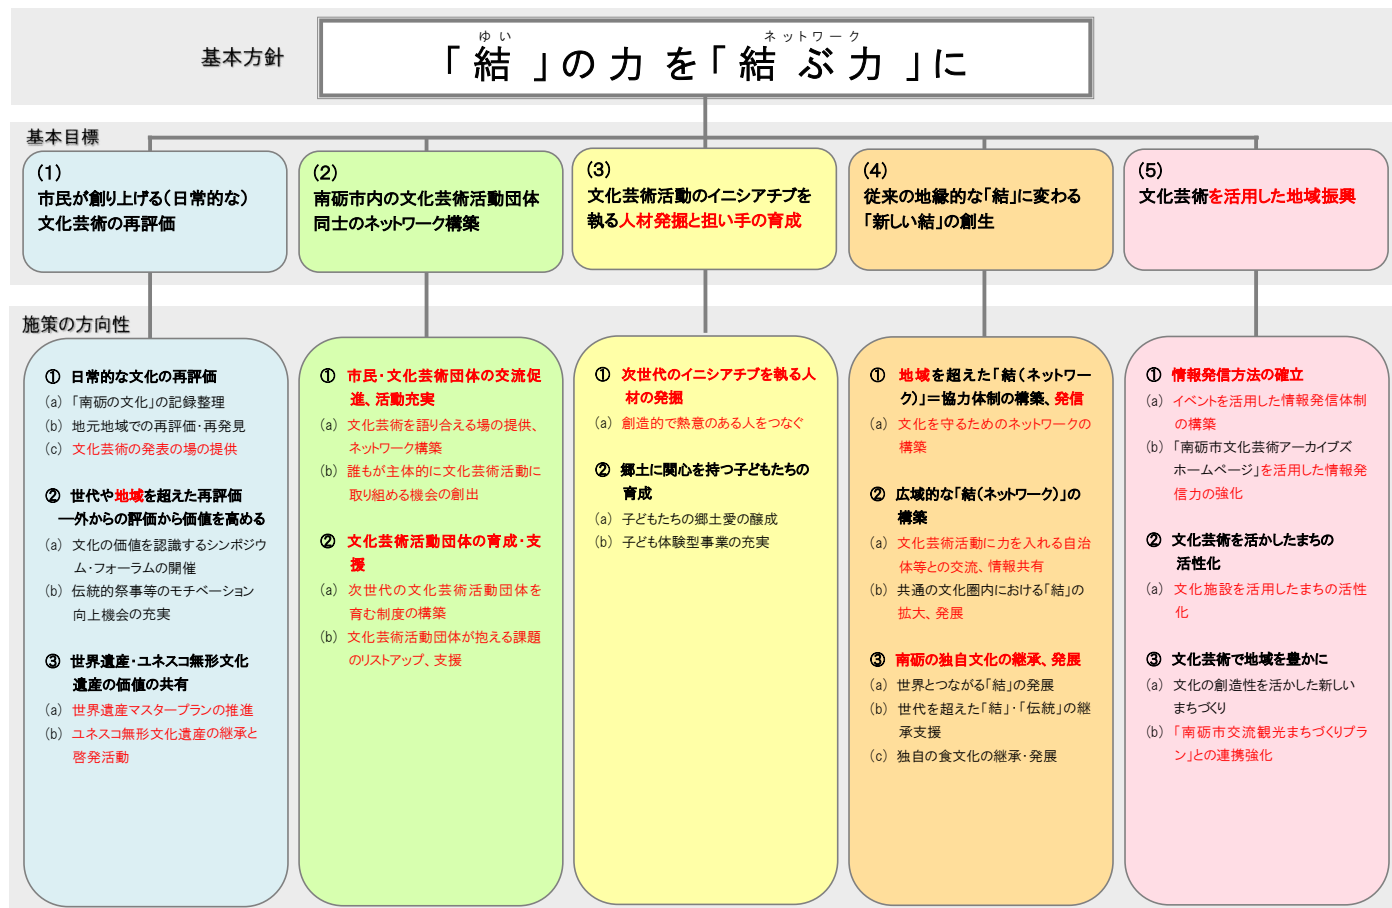 基本方針
ゆい ネットワーク
「結」の力を「結ぶ力」に
基本目標
(1)
市民が創り上げる(日常的な)
文化芸術の再評価
(2)
南砺市内の文化芸術活動団体
同士のネットワーク構築
(3)
文化芸術活動のイニシアチブを
執る人材発掘と担い手の育成
(4)
従来の地縁的な「結」に変わる
「新しい結」の創生
(5)
文化芸術を活用した地域振興
施策の方向性
① 日常的な文化の再評価
(a) 「南砺の文化」の記録整理
(b) 地元地域での再評価・再発見
(c) 文化芸術の発表の場の提供
② 世代や地域を超えた再評価
―外からの評価から価値を高める
(a) 文化の価値を認識するシンポジウ
ム・フォーラムの開催
(b) 伝統的祭事等のモチベーション
向上機会の充実
③ 世界遺産・ユネスコ無形文化
遺産の価値の共有
(a) 世界遺産マスタープランの推進
(b) ユネスコ無形文化遺産の継承と
啓発活動
① 市民・文化芸術団体の交流促
進、活動充実
(a) 文化芸術を語り合える場の提供、
ネットワーク構築
(b) 誰もが主体的に文化芸術活動に
取り組める機会の創出
② 文化芸術活動団体の育成・支
援
(a) 次世代の文化芸術活動団体を
育む制度の構築
(b) 文化芸術活動団体が抱える課題
のリストアップ、支援
① 次世代のイニシアチブを執る人
材の発掘
(a) 創造的で熱意のある人をつなぐ
② 郷土に関心を持つ子どもたちの
育成
(a) 子どもたちの郷土愛の醸成
(b) 子ども体験型事業の充実
① 地域を超えた「結(ネットワー
ク)」＝協力体制の構築、発信
(a) 文化を守るためのネットワークの
構築
② 広域的な「結(ネットワーク)」の
構築
(a) 文化芸術活動に力を入れる自治
体等との交流、情報共有
(b) 共通の文化圏内における「結」の
拡大、発展
③ 南砺の独自文化の継承、発展
(a) 世界とつながる「結」の発展
(b) 世代を超えた「結」・「伝統」の継
承支援
(c) 独自の食文化の継承・発展
① 情報発信方法の確立
(a) イベントを活用した情報発信体制
の構築
(b) 「南砺市文化芸術アーカイブズ
ホームページ」を活用した情報発
信力の強化
② 文化芸術を活かしたまちの
活性化
(a) 文化施設を活用したまちの活性
化
③ 文化芸術で地域を豊かに
(a) 文化の創造性を活かした新しい
まちづくり
(b) 「南砺市交流観光まちづくりプラ
ン」との連携強化